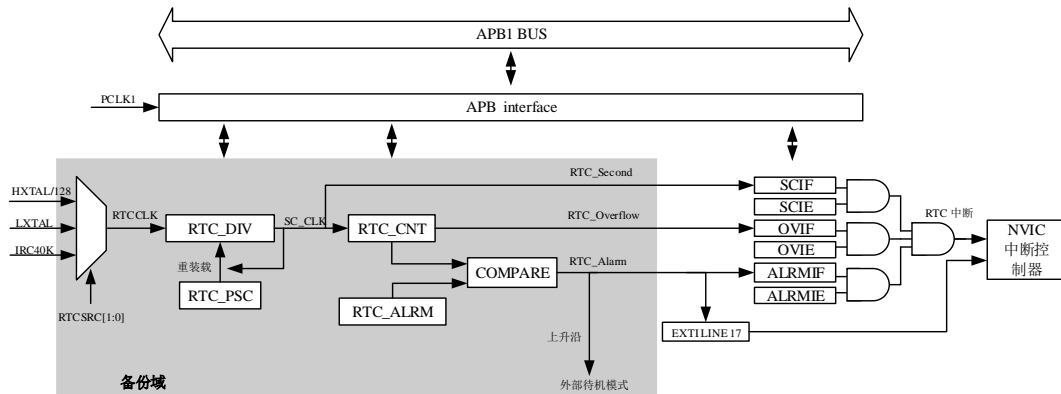 APB1 BUS
PCLK1
APB interface
HXTAL/128
LXTAL
IRC40K
RTCCLK
RTCSRC[1:0]
RTC_DIV
重装载
RTC_PSC
SC_CLK
RTC_CNT
RTC_ALRM
COMPARE
RTC_Second
RTC_Overflow
RTC_Alarm
上升沿
外部待机模式
备份域
SCIF
SCIE
OVIF
OVIE
ALRMIF
ALRMIE
EXTI LINE 17
RTC 中断
NVIC
中断控
制器